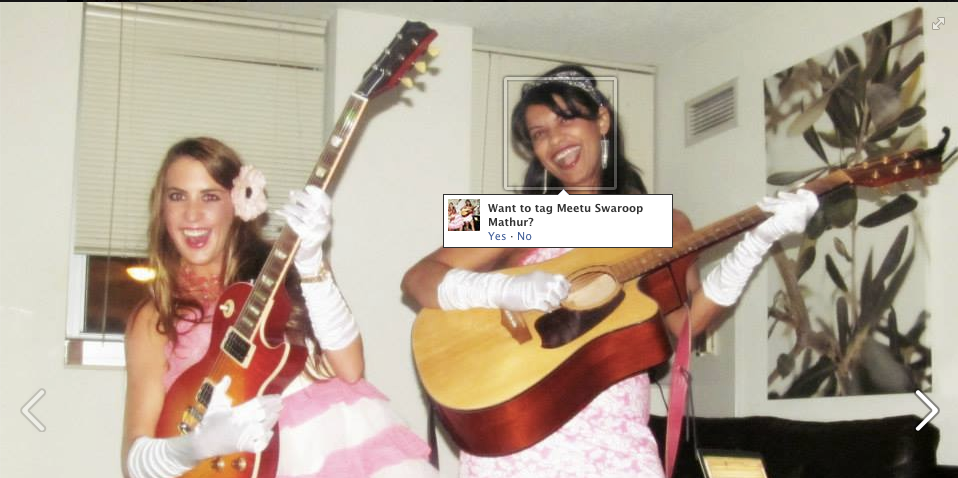 Want to tag Meetu Swaroop
Mathur?
Yes · No